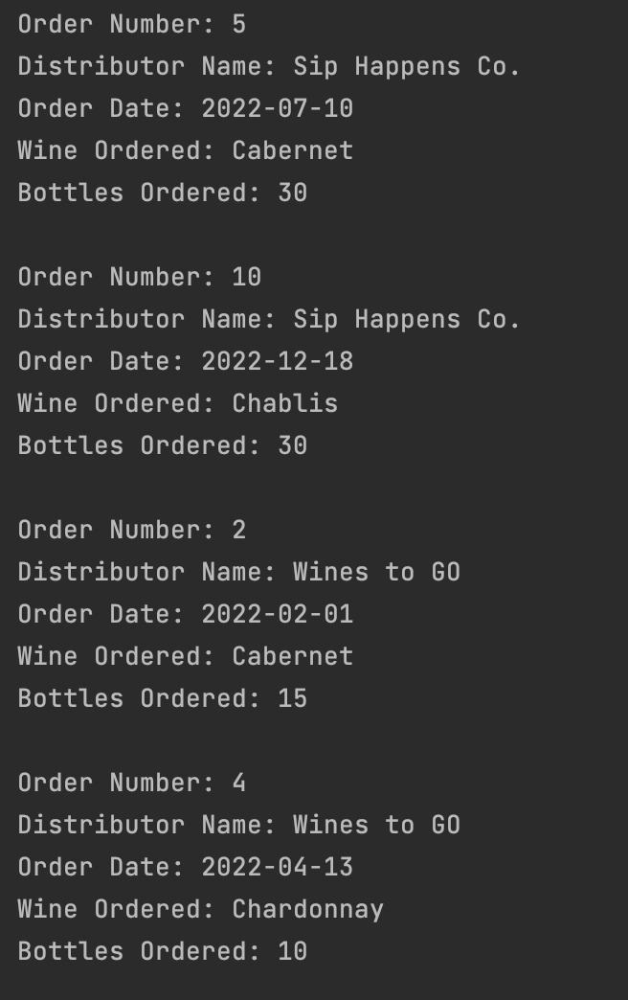 Order Number: 5
Distributor Name: Sip Happens Co.
Order Date: 2022-07-10
Wine Ordered: Cabernet
Bottles Ordered: 30
Order Number: 10
Distributor Name: Sip Happens Co.
Order Date: 2022-12-18
Wine Ordered: Chablis
Bottles Ordered: 30
Order Number: 2
Distributor Name: Wines to GO
Order Date: 2022-02-01
Wine Ordered: Cabernet
Bottles Ordered: 15
Order Number: 4
Distributor Name: Wines to GO
Order Date: 2022-04-13
Wine Ordered: Chardonnay
Bottles Ordered: 10